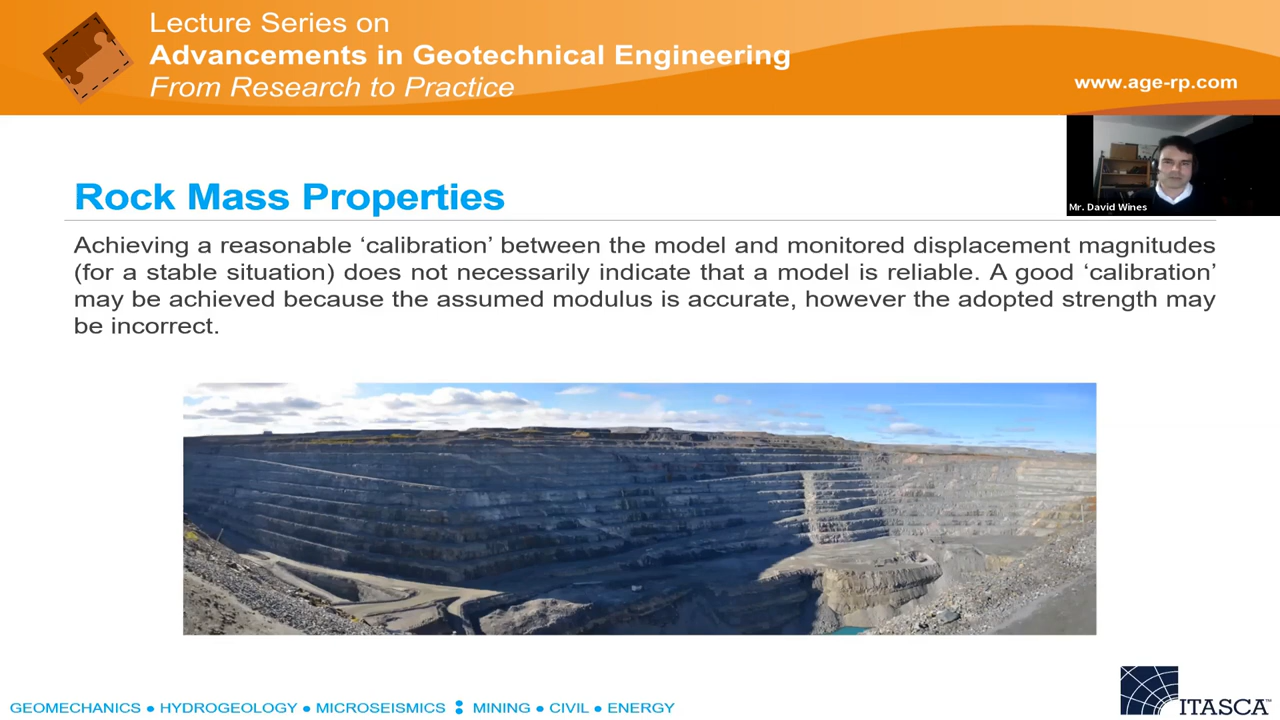 Lecture Series on
Advancements in Geotechnical Engineering
From Research to Practice
www.age-rp.com
Mr. David Wines
Rock Mass Properties
Achieving a reasonable ‘calibration’ between the model and monitored displacement magnitudes
(for a stable situation) does not necessarily indicate that a model is reliable. A good ‘calibration’
may be achieved because the assumed modulus is accurate, however the adopted strength may
be incorrect.
GEOMECHANICS ● HYDROGEOLOGY ● MICROSEISMICS : MINING ● CIVIL ● ENERGY
ITASCA™